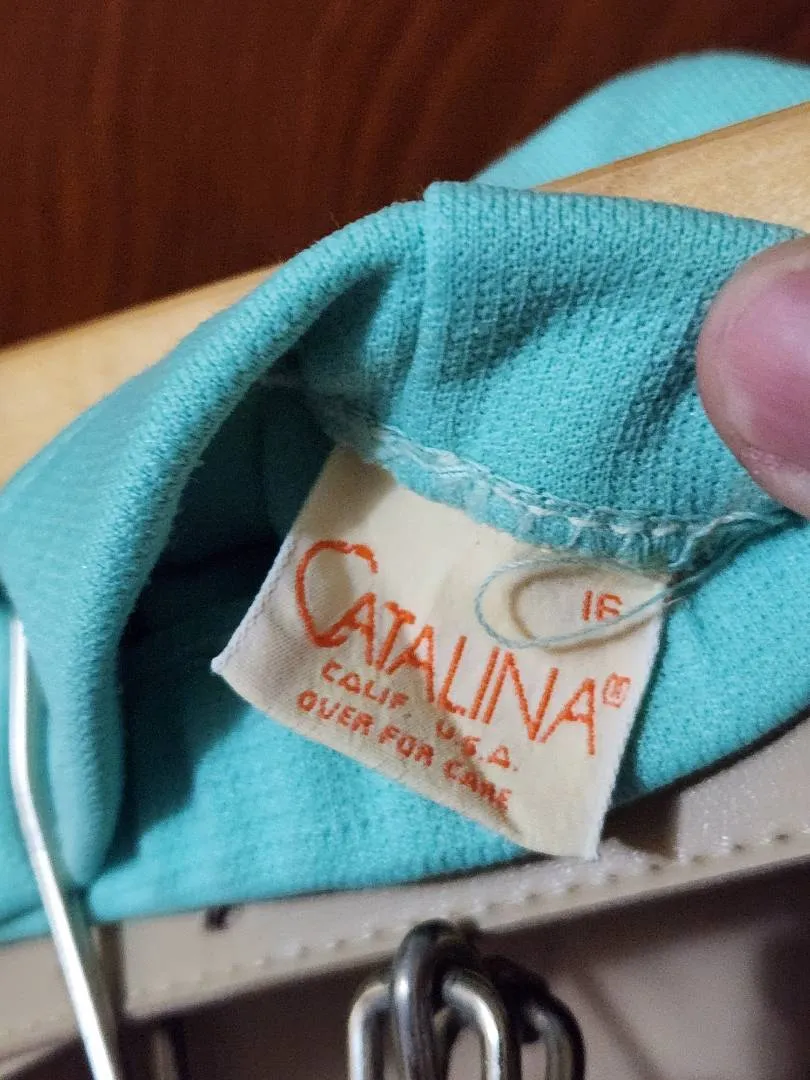 16
CATALINA®
CALIF. U.S.A.
OVER FOR CARE